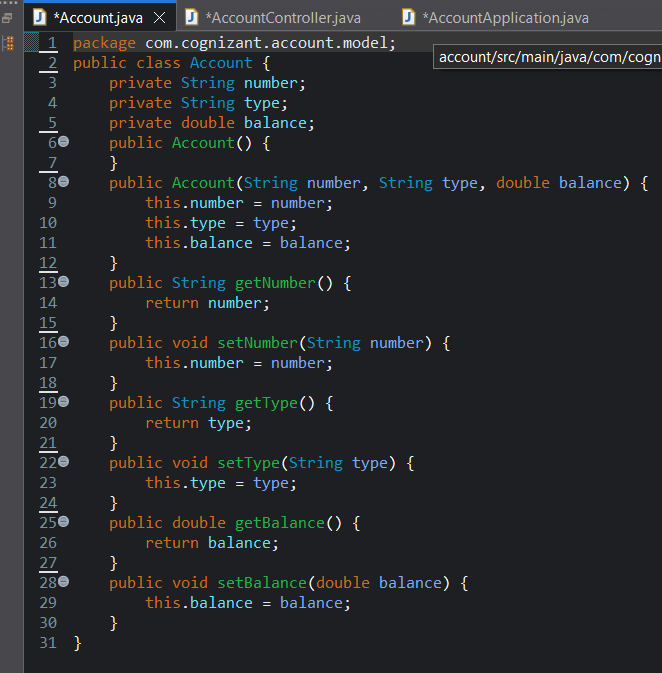 *Account.java
*AccountController.java
*AccountApplication.java
1 package com.cognizant.account.model;
account/src/main/java/com/cogn
2 public class Account {
3     private String number;
4     private String type;
5     private double balance;
6     public Account() {
7     }
8     public Account(String number, String type, double balance) {
9         this.number = number;
10         this.type = type;
11         this.balance = balance;
12     }
13     public String getNumber() {
14         return number;
15     }
16     public void setNumber(String number) {
17         this.number = number;
18     }
19     public String getType() {
20         return type;
21     }
22     public void setType(String type) {
23         this.type = type;
24     }
25     public double getBalance() {
26         return balance;
27     }
28     public void setBalance(double balance) {
29         this.balance = balance;
30     }
31 }